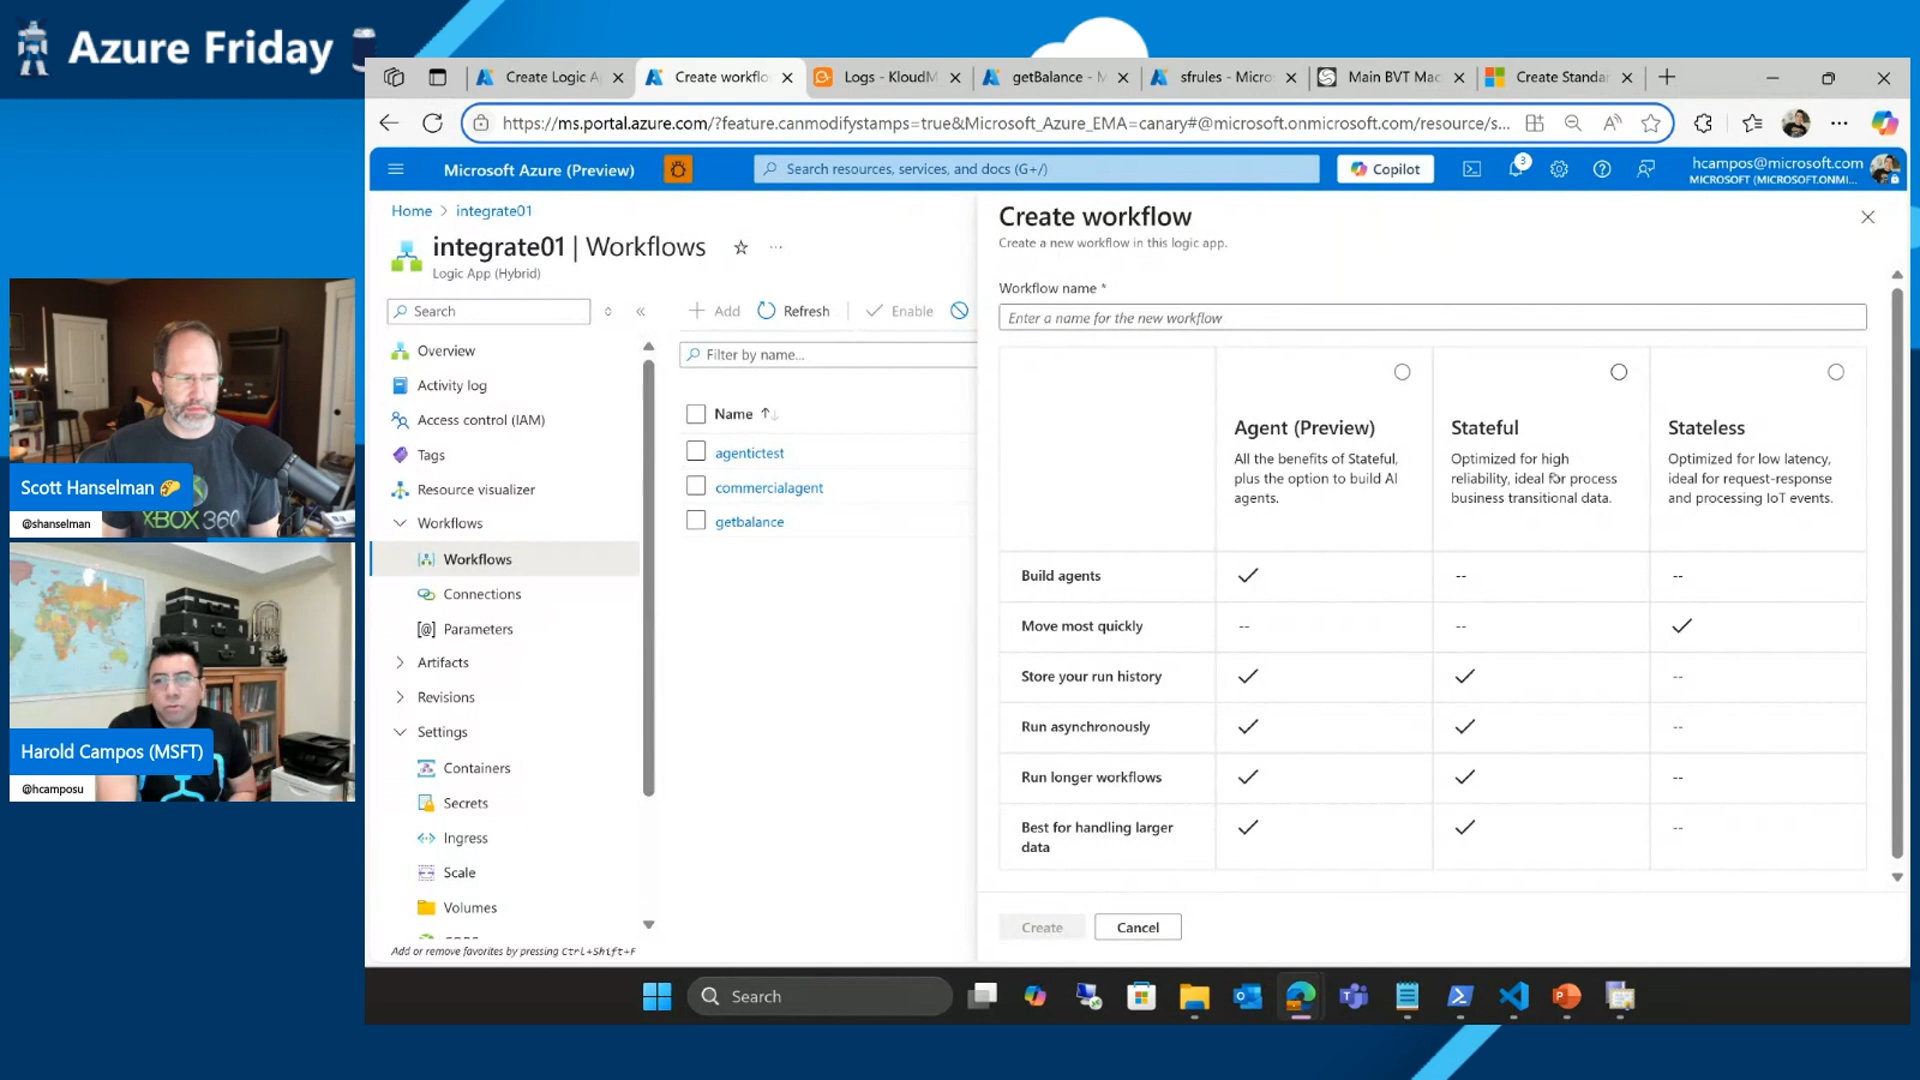 Azure Friday
Create Logic A
Create workflo
Logs - KloudM
getBalance - M
sfrules - Micro
Main BVT Mac
Create Standa
https://ms.portal.azure.com/?feature.canmodifystamps=true&Microsoft_Azure_EMA=canary#@microsoft.onmicrosoft.com/resource/s...
Microsoft Azure (Preview)
Search resources, services, and docs (G+/)
Copilot
3
hcampos@microsoft.com
MICROSOFT (MICROSOFT.ONMI...
Home > integrate01
integrate01 | Workflows
Logic App (Hybrid)
Search
Overview
Activity log
Access control (IAM)
Tags
Resource visualizer
Workflows
Workflows
Connections
Parameters
Artifacts
Revisions
Settings
Containers
Secrets
Ingress
Scale
Volumes
Add or remove favorites by pressing Ctrl+Shift+F
Add
Refresh
Enable
Filter by name...
Name
agentictest
commercialagent
getbalance
Create workflow
Create a new workflow in this logic app.
Workflow name *
Enter a name for the new workflow
Agent (Preview)
All the benefits of Stateful,
plus the option to build AI
agents.
Stateful
Optimized for high
reliability, ideal for process
business transitional data.
Stateless
Optimized for low latency,
ideal for request-response
and processing IoT events.
Build agents
-- --
Move most quickly
-- --
Store your run history
--
Run asynchronously
--
Run longer workflows
--
Best for handling larger
data
--
Create
Cancel
Scott Hanselman
@shanselman
XBOX 360
Harold Campos (MSFT)
@hcamposu
Search